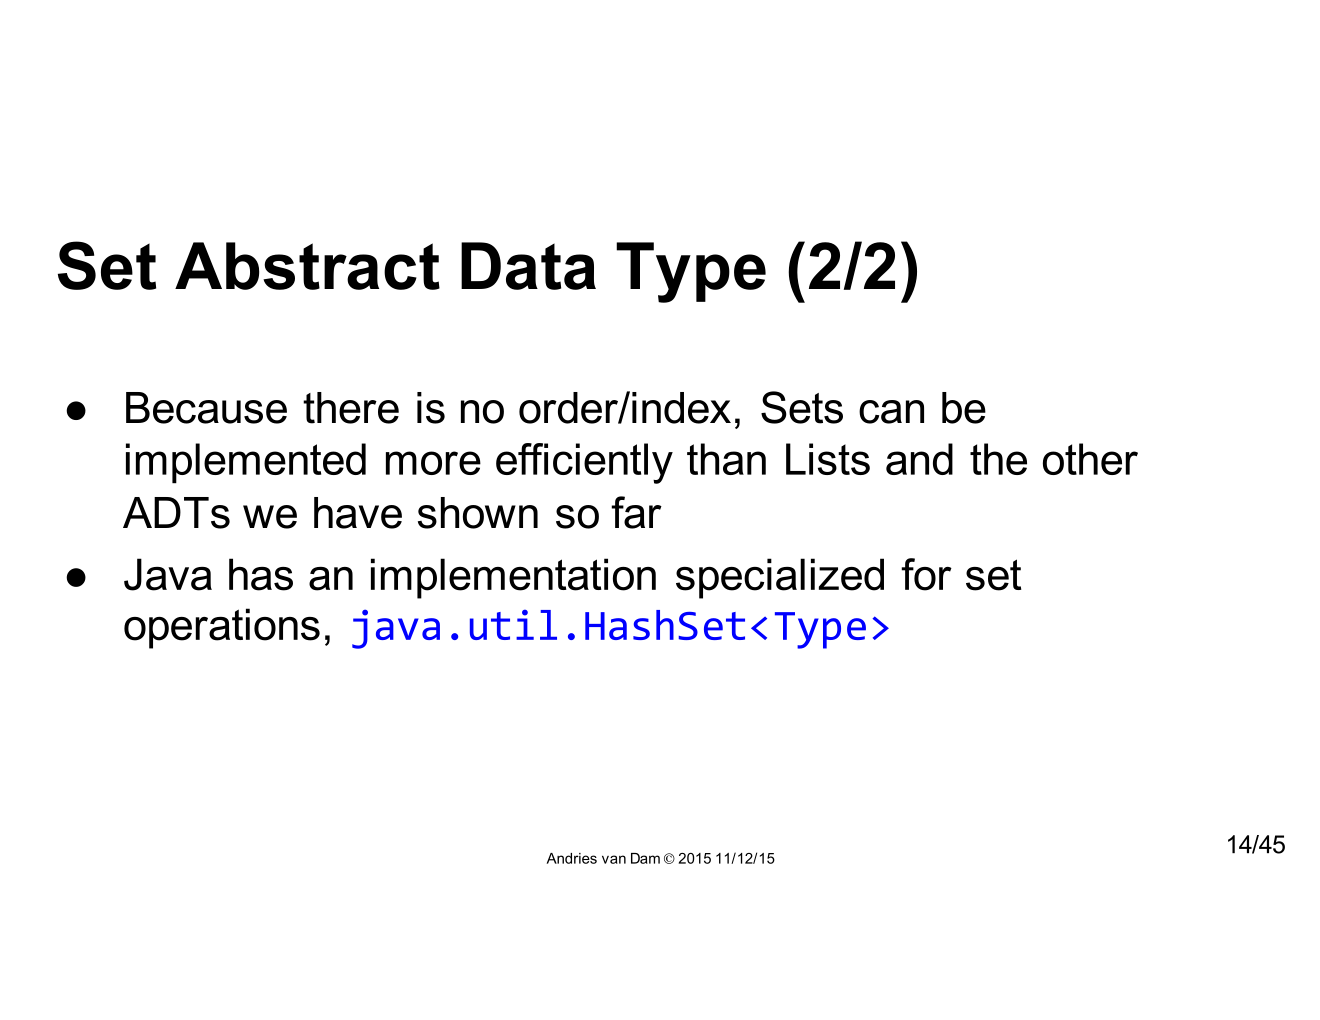 Set Abstract Data Type (2/2)
● Because there is no order/index, Sets can be
implemented more efficiently than Lists and the other
ADTs we have shown so far
● Java has an implementation specialized for set
operations, java.util.HashSet<Type>
Andries van Dam © 2015 11/12/15
14/45